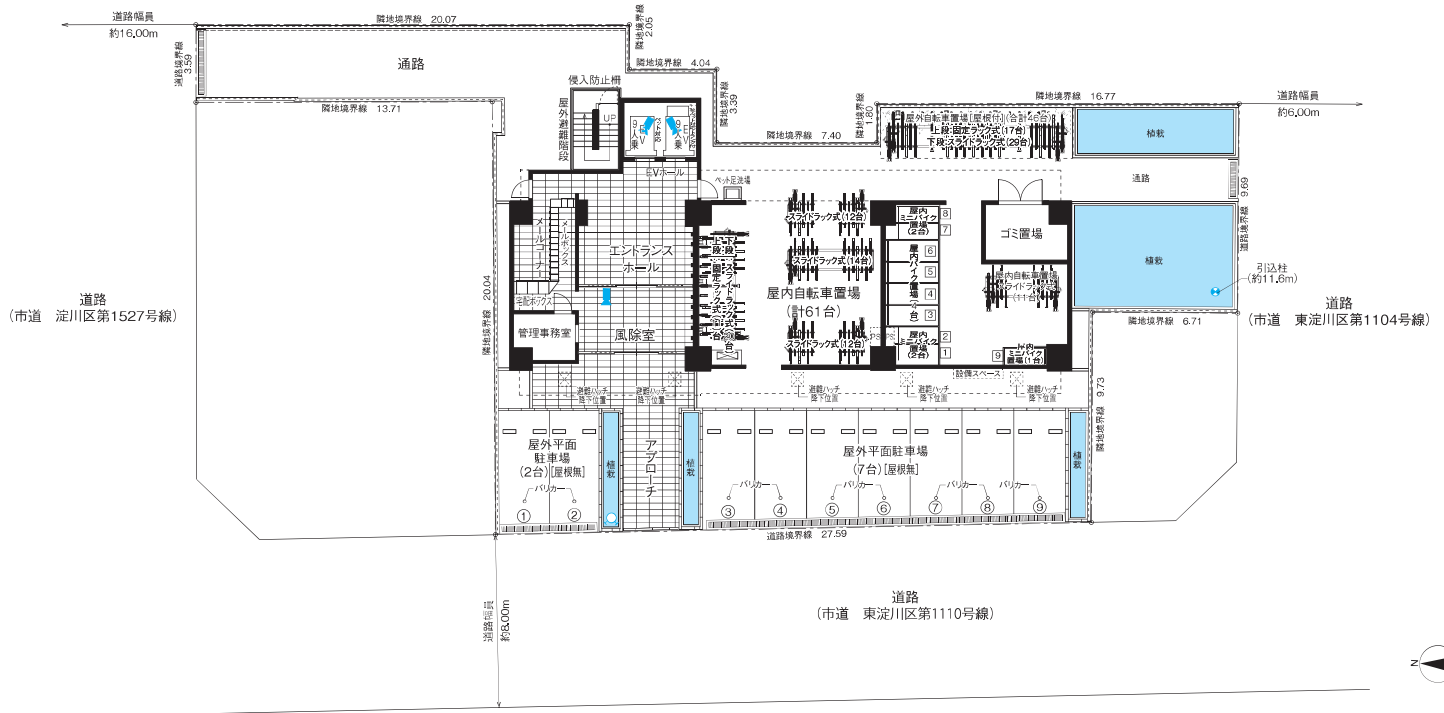 道路幅員
約16.00m
隣地境界線 20.07
隣地境界線
2.05
道路境界線
3.59
通路
隣地境界線 4.04
隣地境界線 13.71
侵入防止柵
屋外避難階段
UP
隣地境界線
3.39
隣地境界線 7.40
隣地境界線
1.80
隣地境界線 16.77
道路幅員
約6.00m
9人乗
EV
9人乗
EV
EVホール
ペット足洗場
屋外自転車置場[屋根付](合計46台)
上段:固定ラック式(17台)
下段:スライドラック式(29台)
植栽
通路
9.69
道路境界線
メールコーナー
メールボックス
エントランス
ホール
宅配ボックス
管理事務室
風除室
スライドラック式(12台)
スライドラック式(14台)
屋内自転車置場
(計61台)
スライドラック式(12台)
屋内
ミニバイク
置場
(2台)
8
7
屋内バイク置場(4台)
6
5
4
3
屋内
ミニバイク
置場
(2台)
2
1
ゴミ置場
屋内自転車置場
スライドラック式
(11台)
9
屋内
ミニバイク
置場(1台)
設備スペース
植栽
引込柱
(約11.6m)
隣地境界線 6.71
道路
(市道 淀川区第1527号線)
道路
(市道 東淀川区第1104号線)
隣地境界線 20.04
隣地境界線 9.73
避難ハッチ
降下位置
避難ハッチ
降下位置
避難ハッチ
降下位置
避難ハッチ
降下位置
避難ハッチ
降下位置
屋外平面
駐車場
(2台)[屋根無]
バリカー
① ②
植栽
アプローチ
植栽
屋外平面駐車場
(7台)[屋根無]
バリカー バリカー バリカー バリカー
③ ④ ⑤ ⑥ ⑦ ⑧ ⑨
植栽
道路境界線 27.59
道路
(市道 東淀川区第1110号線)
道路幅員
約8.00m
N